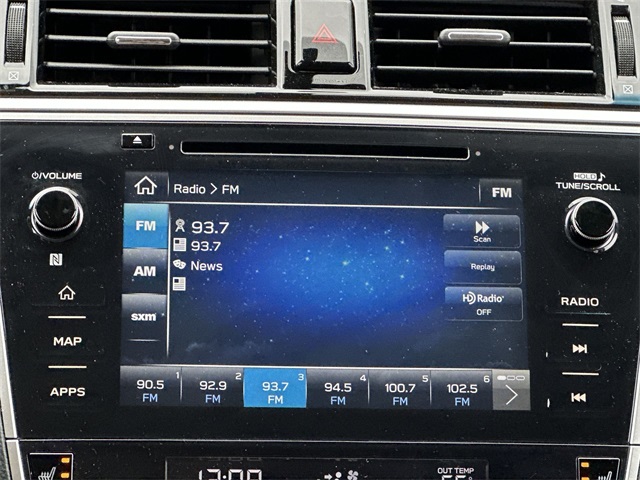 ⏻/VOLUME
HOLD ♪
TUNE/SCROLL
Radio > FM
FM
FM
AM
sxm
93.7
93.7
News
Scan
Replay
HD Radio
OFF
MAP
APPS
RADIO
1 2 3 4 5 6
90.5 92.9 93.7 94.5 100.7 102.5
FM FM FM FM FM FM
OUT TEMP